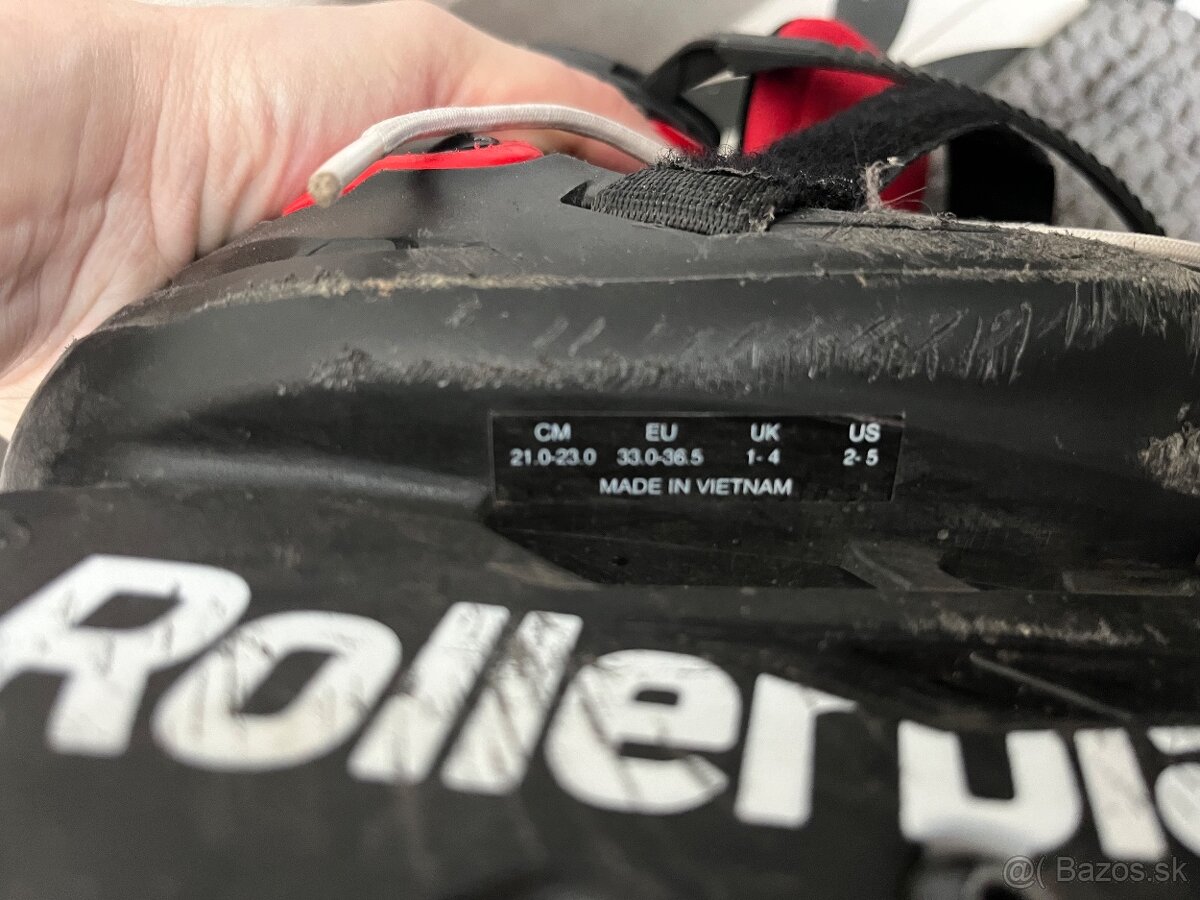 CM EU UK US
21.0-23.0 33.0-36.5 1-4 2-5
MADE IN VIETNAM
@( Bazos.sk